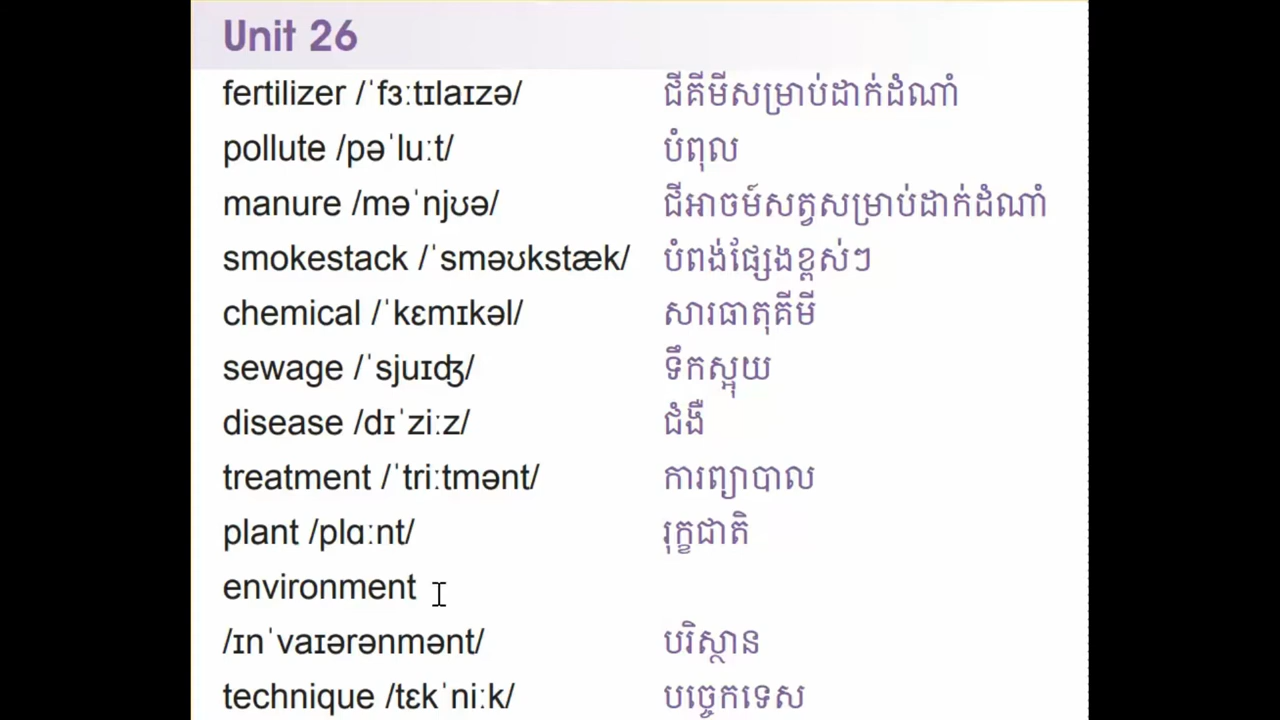 Unit 26
fertilizer /ˈfɜːtɪlaɪzə/ ជីគីមីសម្រាប់ដាក់ដំណាំ
pollute /pəˈluːt/ បំពុល
manure /məˈnjʊə/ ជីអាចម៍សត្វសម្រាប់ដាក់ដំណាំ
smokestack /ˈsməʊkstæk/ បំពង់ផ្សែងខ្ពស់ៗ
chemical /ˈkɛmɪkəl/ សារធាតុគីមី
sewage /ˈsjuɪʤ/ ទឹកស្អុយ
disease /dɪˈziːz/ ជំងឺ
treatment /ˈtriːtmənt/ ការព្យាបាល
plant /plɑːnt/ រុក្ខជាតិ
environment
/ɪnˈvaɪərənmənt/ បរិស្ថាន
technique /tɛkˈniːk/ បច្ចេកទេស